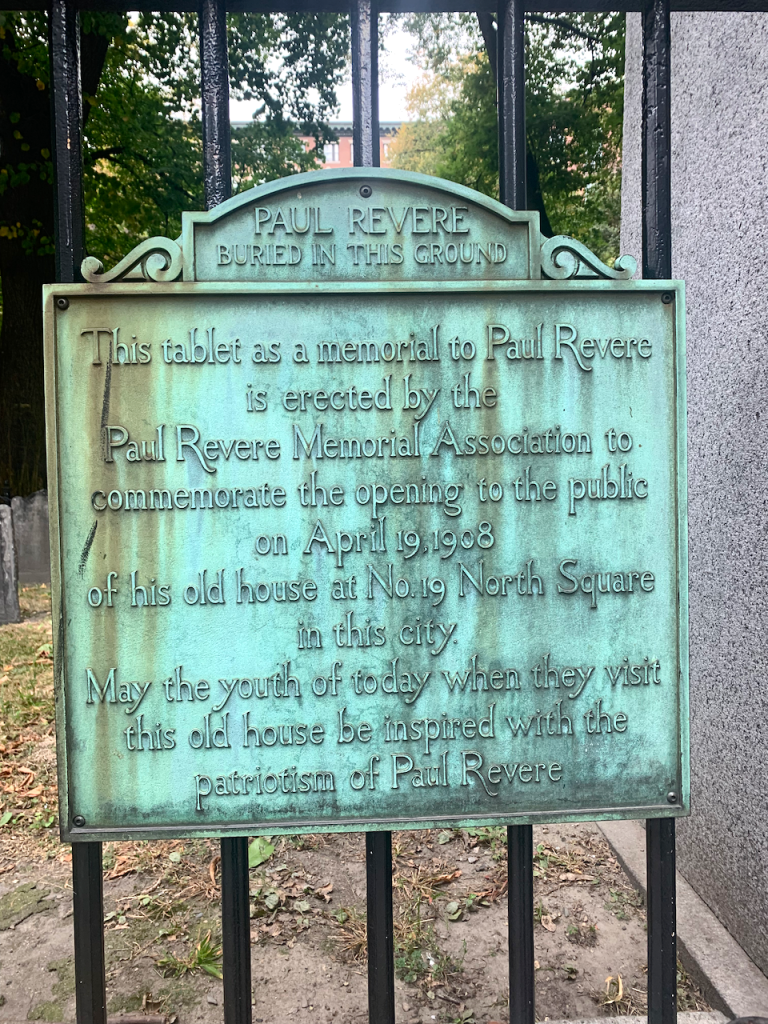 PAUL REVERE
BURIED IN THIS GROUND
This tablet as a memorial to Paul Revere
is erected by the
Paul Revere Memorial Association to
commemorate the opening to the public
on April 19, 1908
of his old house at No. 19 North Square
in this city.
May the youth of today when they visit
this old house be inspired with the
patriotism of Paul Revere